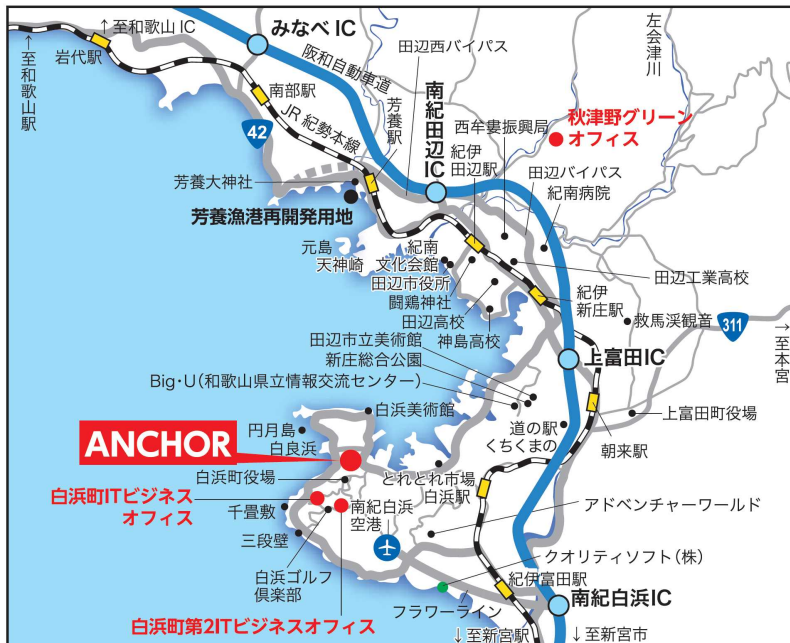 ↑至和歌山IC
みなべIC
田辺西バイパス
左会津川
←至和歌山駅
岩代駅
阪和自動車道
南部駅
芳養駅
南紀田辺IC
西牟婁振興局
秋津野グリーン
オフィス
42
JR紀勢本線
紀伊
田辺駅
田辺バイパス
紀南病院
芳養大神社
芳養漁港再開発用地
元島
天神崎
紀南
文化会館
田辺市役所
闘鶏神社
田辺高校
神島高校
田辺工業高校
紀伊
新庄駅
救馬渓観音
311
→至本宮
田辺市立美術館
新庄総合公園
Big・U(和歌山県立情報交流センター)
上富田IC
白浜美術館
円月島
白良浜
ANCHOR
道の駅
くちくまの
上富田町役場
朝来駅
白浜町役場
とれとれ市場
白浜駅
白浜町ITビジネス
オフィス
千畳敷
三段壁
南紀白浜
空港
アドベンチャーワールド
白浜ゴルフ
倶楽部
クオリティソフト(株)
紀伊富田駅
フラワーライン
白浜町第2ITビジネスオフィス
南紀白浜IC
↓至新宮駅
↓至新宮市